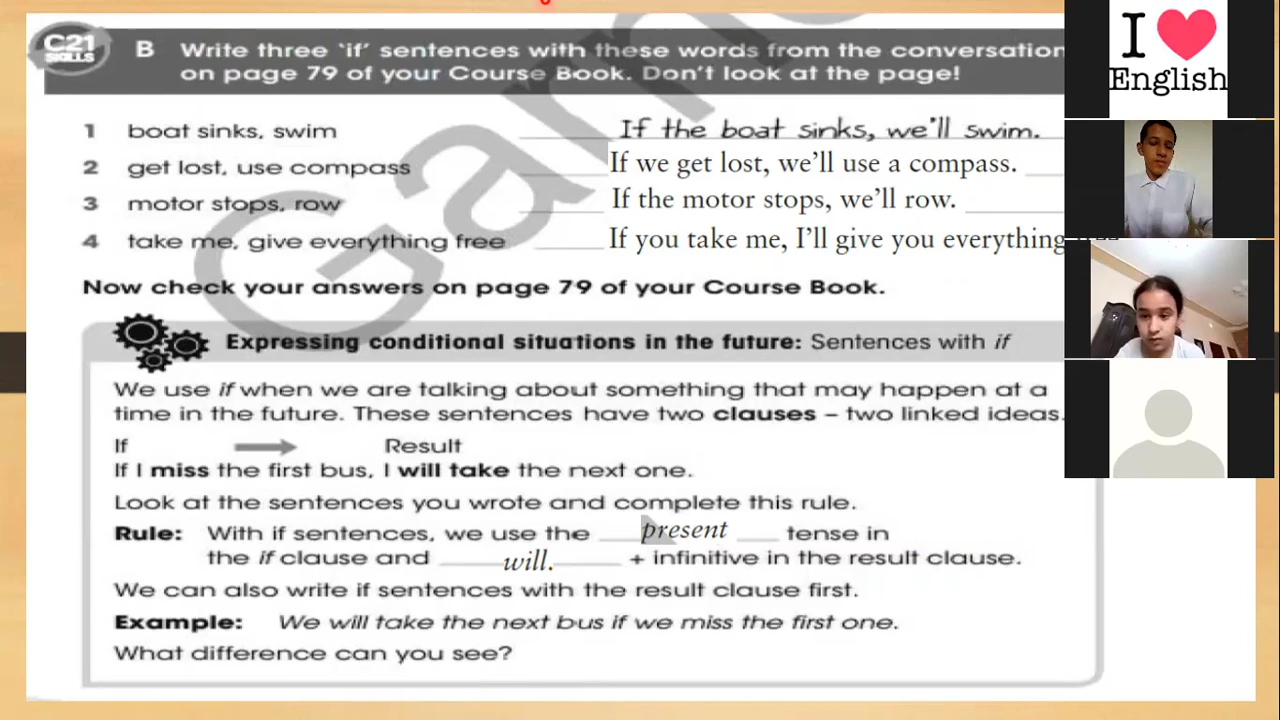 C21
SKILLS
B Write three 'if' sentences with these words from the conversation
on page 79 of your Course Book. Don't look at the page!
I
English
1 boat sinks, swim If the boat sinks, we'll swim.
2 get lost, use compass If we get lost, we'll use a compass.
3 motor stops, row If the motor stops, we'll row.
4 take me, give everything free If you take me, I'll give you everything
Now check your answers on page 79 of your Course Book.
Expressing conditional situations in the future: Sentences with if
We use if when we are talking about something that may happen at a
time in the future. These sentences have two clauses – two linked ideas.
If Result
If I miss the first bus, I will take the next one.
Look at the sentences you wrote and complete this rule.
Rule: With if sentences, we use the present tense in
the if clause and will. + infinitive in the result clause.
We can also write if sentences with the result clause first.
Example: We will take the next bus if we miss the first one.
What difference can you see?